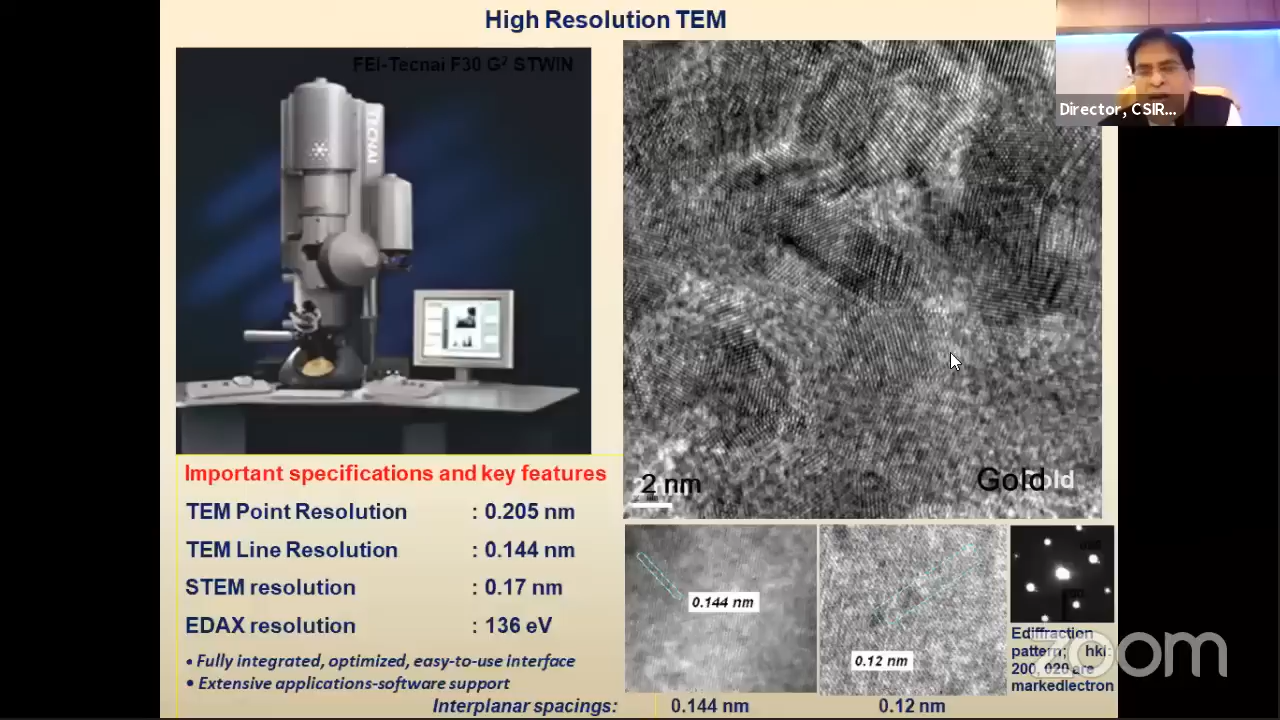 High Resolution TEM
FEI-Tecnai F30 G² STWIN
TECNAI
Director, CSIR...
2 nm
Gold
Important specifications and key features
TEM Point Resolution : 0.205 nm
TEM Line Resolution : 0.144 nm
STEM resolution : 0.17 nm
EDAX resolution : 136 eV
• Fully integrated, optimized, easy-to-use interface
• Extensive applications-software support
0.144 nm
0.12 nm
Ediffraction
pattern; hkl:
200, 020 are
markedlectron
Interplanar spacings: 0.144 nm 0.12 nm
zoom